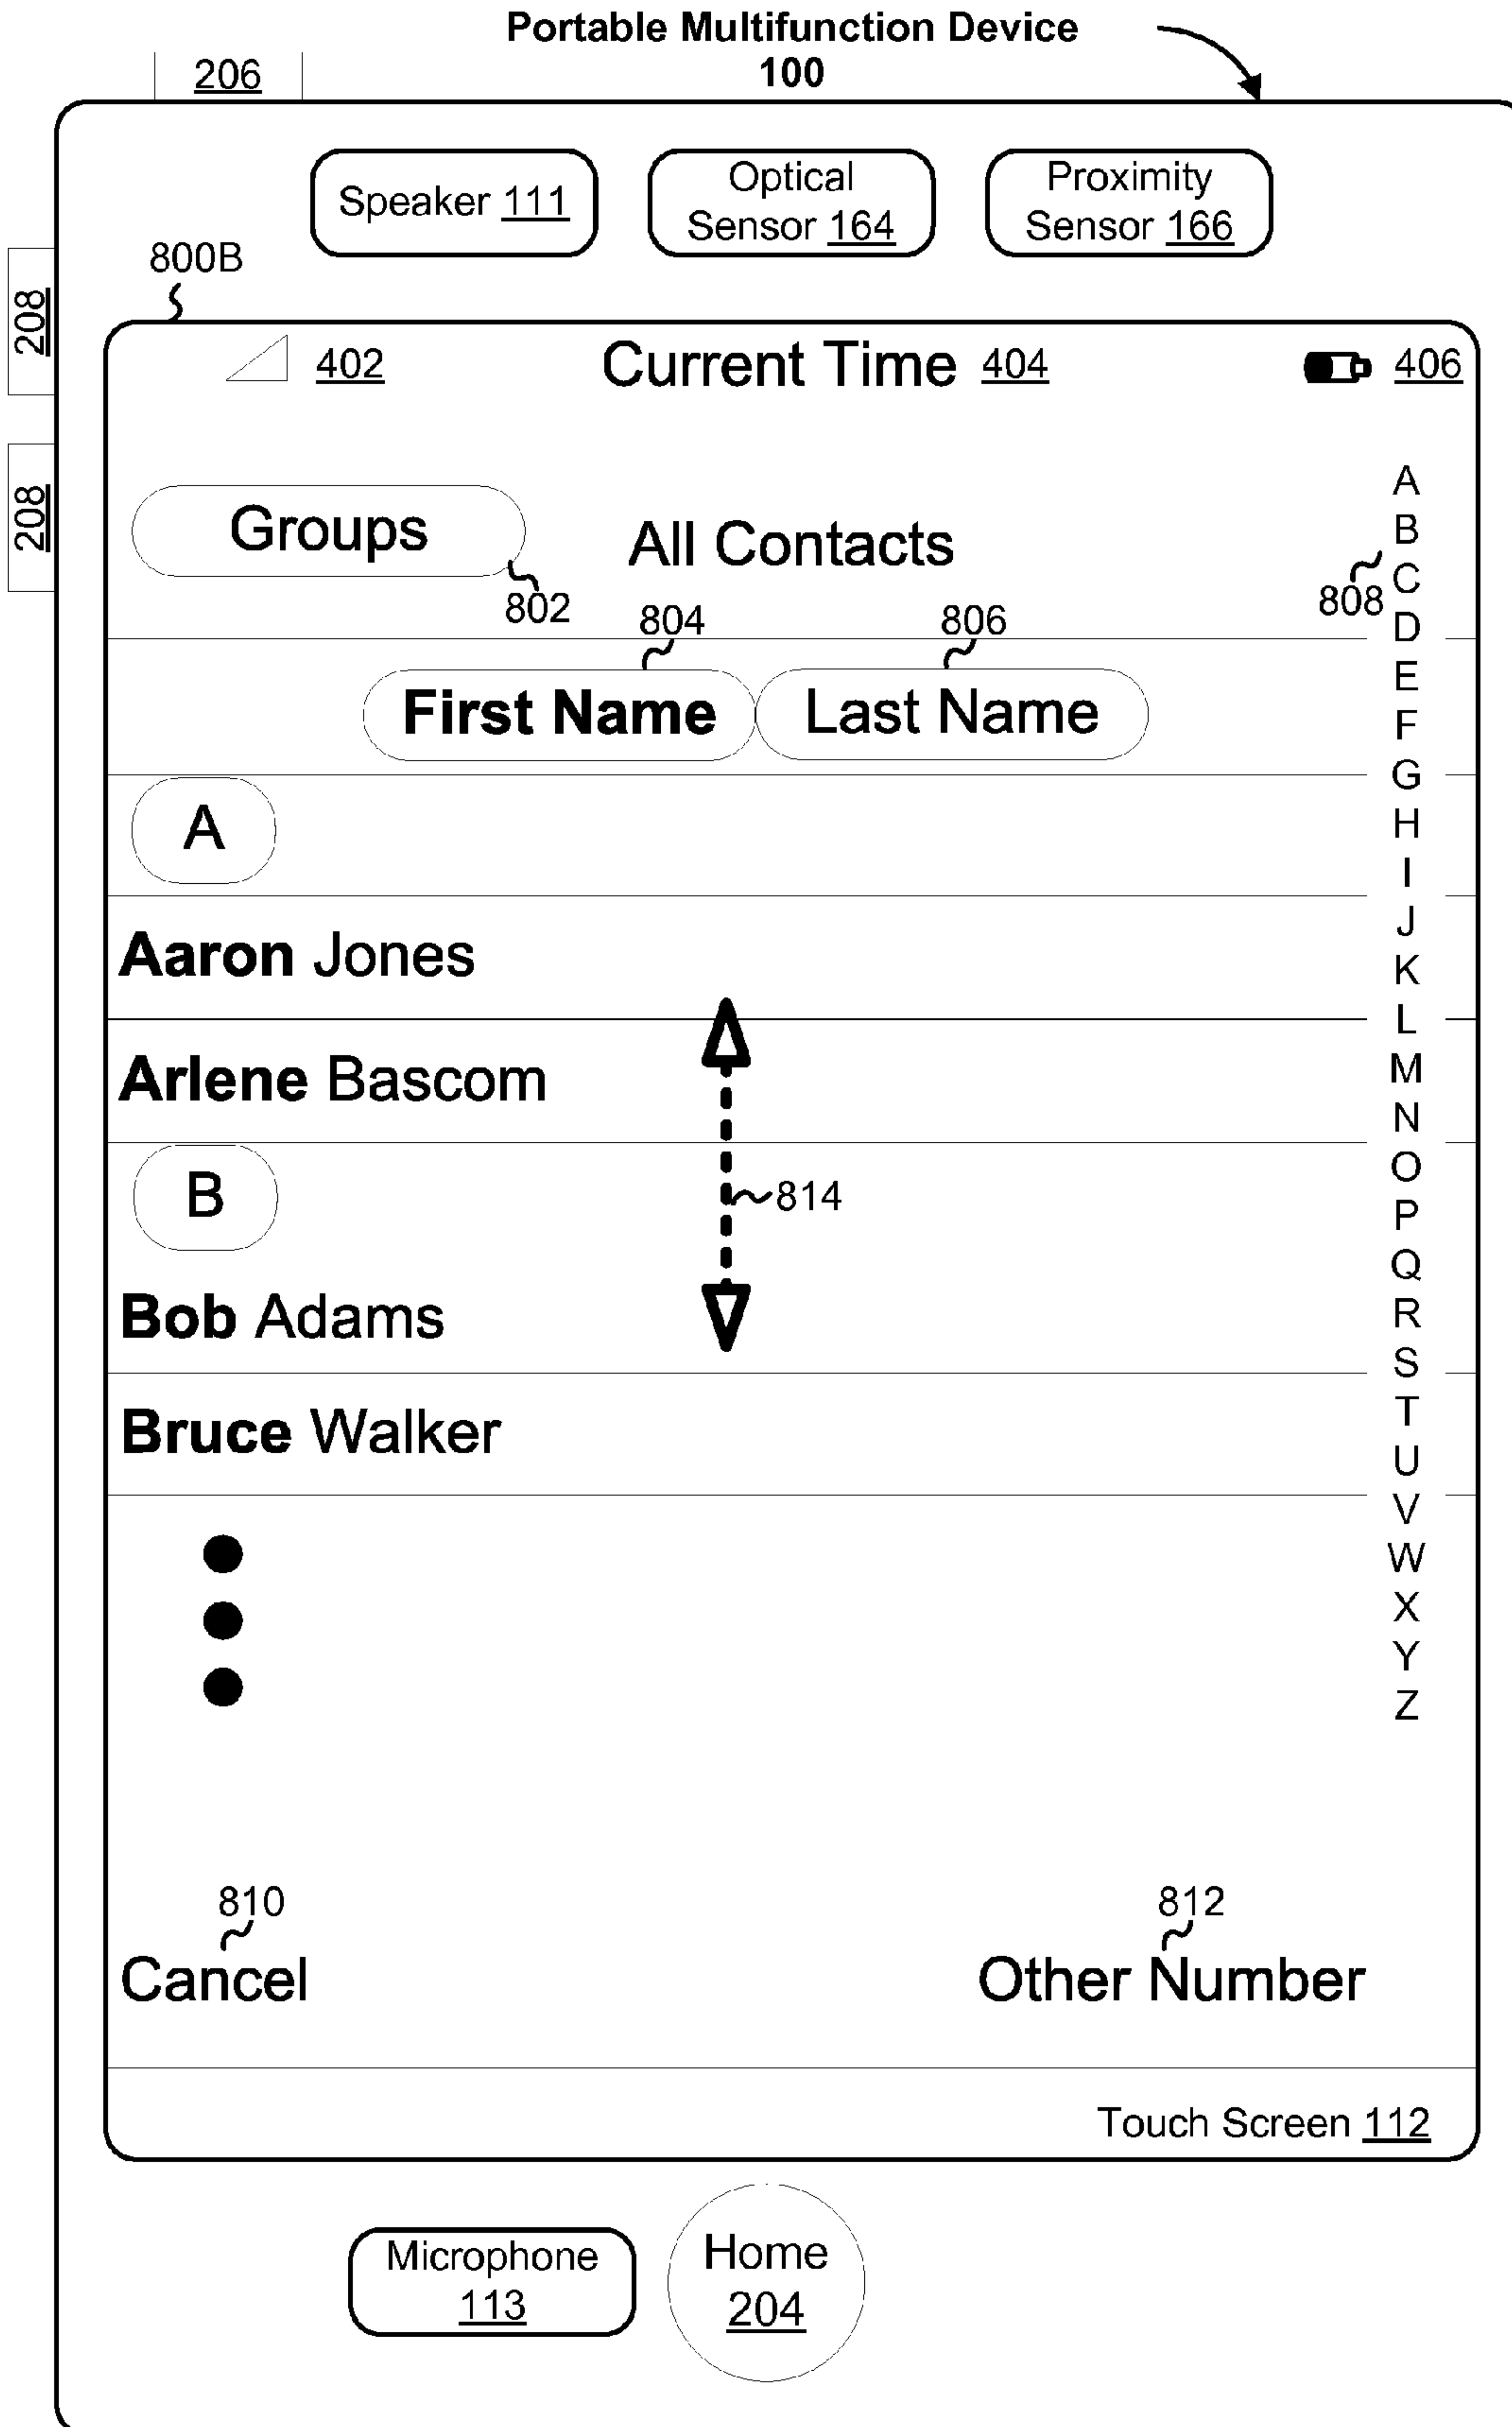 Portable Multifunction Device
100
206
Speaker 111
Optical
Sensor 164
Proximity
Sensor 166
800B
208
208
402
Current Time 404
406
Groups
All Contacts
802
804
806
808
First Name
Last Name
A
Aaron Jones
Arlene Bascom
B
814
Bob Adams
Bruce Walker
A
B
C
D
E
F
G
H
I
J
K
L
M
N
O
P
Q
R
S
T
U
V
W
X
Y
Z
810
812
Cancel
Other Number
Touch Screen 112
Microphone
113
Home
204